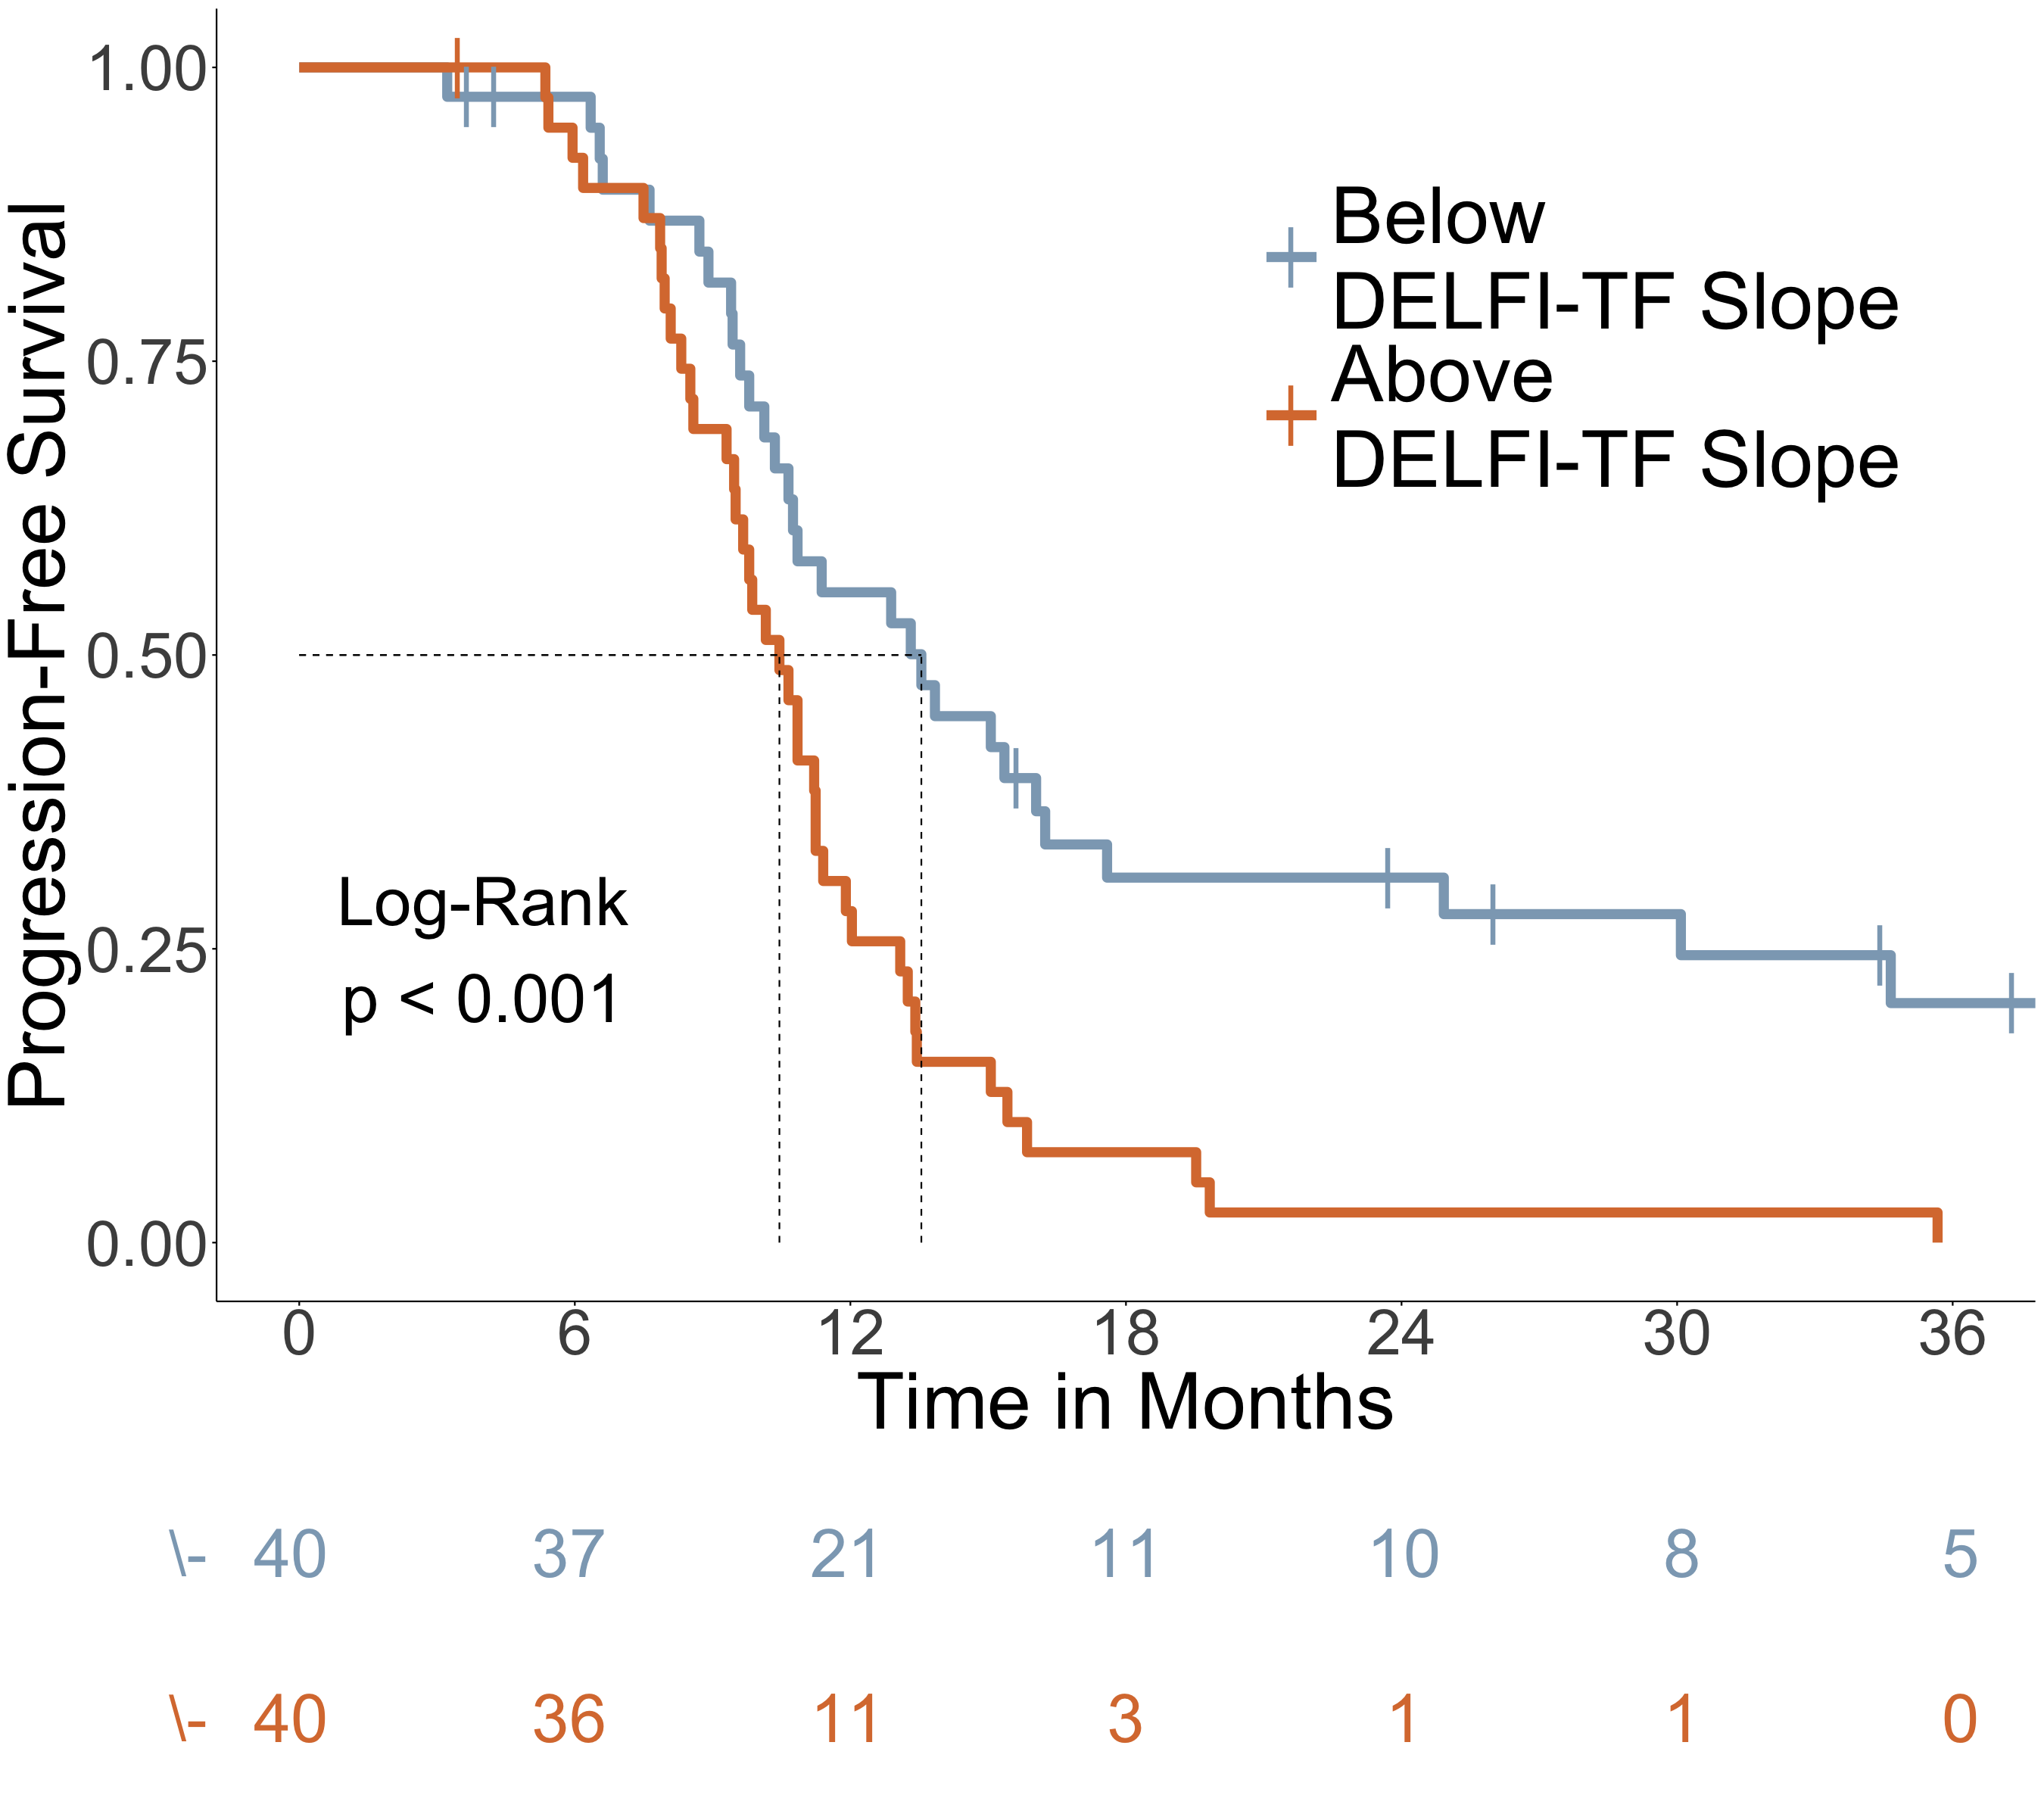 Progression-Free Survival
1.00
0.75
0.50
0.25
0.00
Below
DELFI-TF Slope
Above
DELFI-TF Slope
Log-Rank
p < 0.001
0 6 12 18 24 30 36
Time in Months
\- 40 37 21 11 10 8 5
\- 40 36 11 3 1 1 0